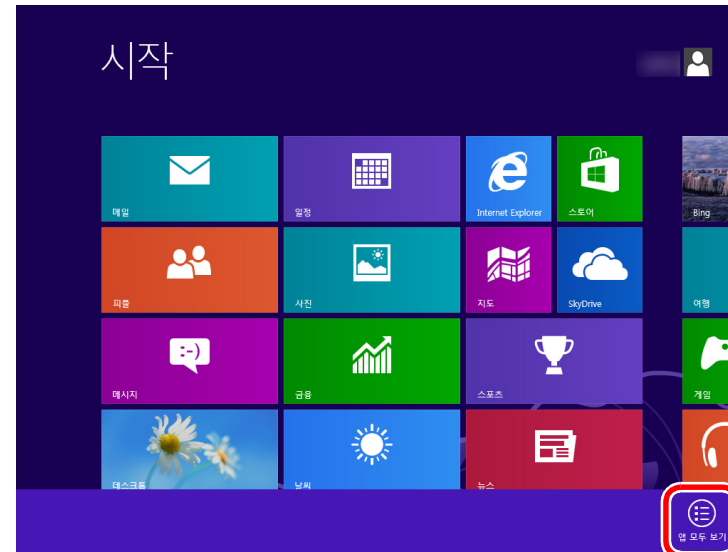 시작
메일
일정
Internet Explorer
스토어
Bing
피플
사진
지도
SkyDrive
여행
메시지
금융
스포츠
게임
데스크톱
날씨
뉴스
앱 모두 보기